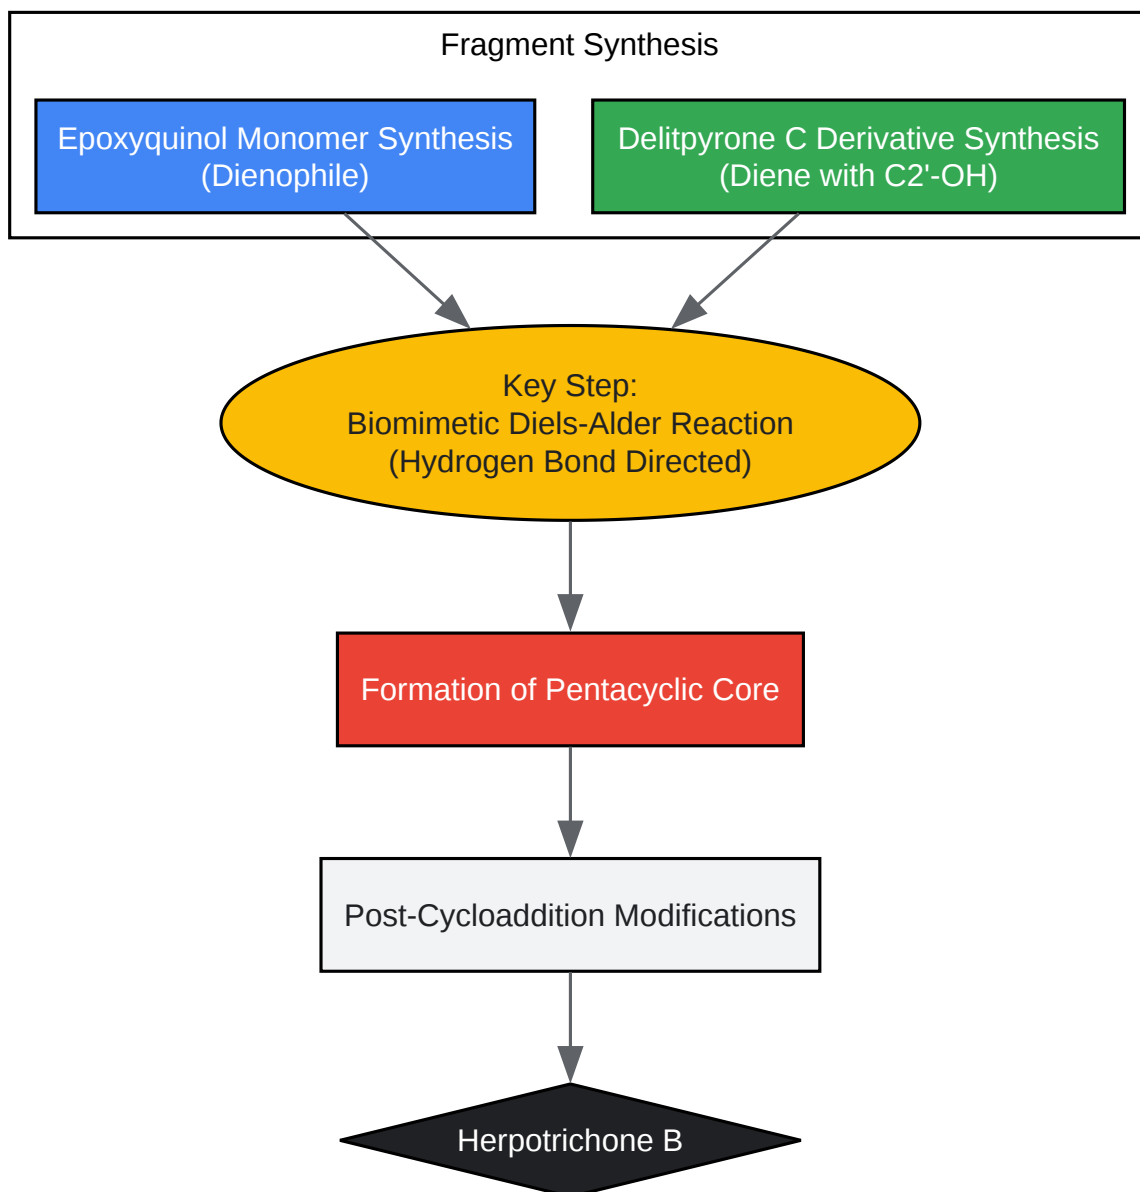 Fragment Synthesis
Epoxyquinol Monomer Synthesis
(Dienophile)
Delitpyrone C Derivative Synthesis
(Diene with C2'-OH)
Key Step:
Biomimetic Diels-Alder Reaction
(Hydrogen Bond Directed)
Formation of Pentacyclic Core
Post-Cycloaddition Modifications
Herpotrichone B